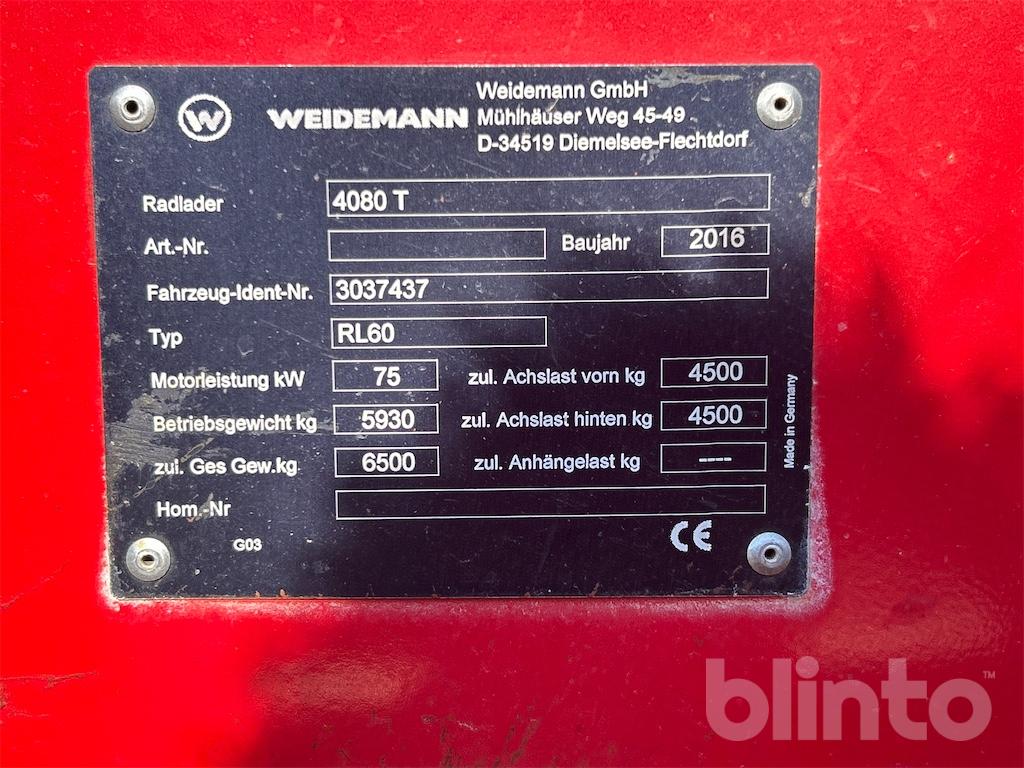 W WEIDEMANN
Weidemann GmbH
Mühlhäuser Weg 45-49
D-34519 Diemelsee-Flechtdorf
Radlader 4080 T
Art.-Nr. Baujahr 2016
Fahrzeug-Ident-Nr. 3037437
Typ RL60
Motorleistung kW 75 zul. Achslast vorn kg 4500
Betriebsgewicht kg 5930 zul. Achslast hinten kg 4500
zul. Ges Gew.kg 6500 zul. Anhängelast kg ----
Hom.-Nr
G03 CE
Made in Germany
blinto™